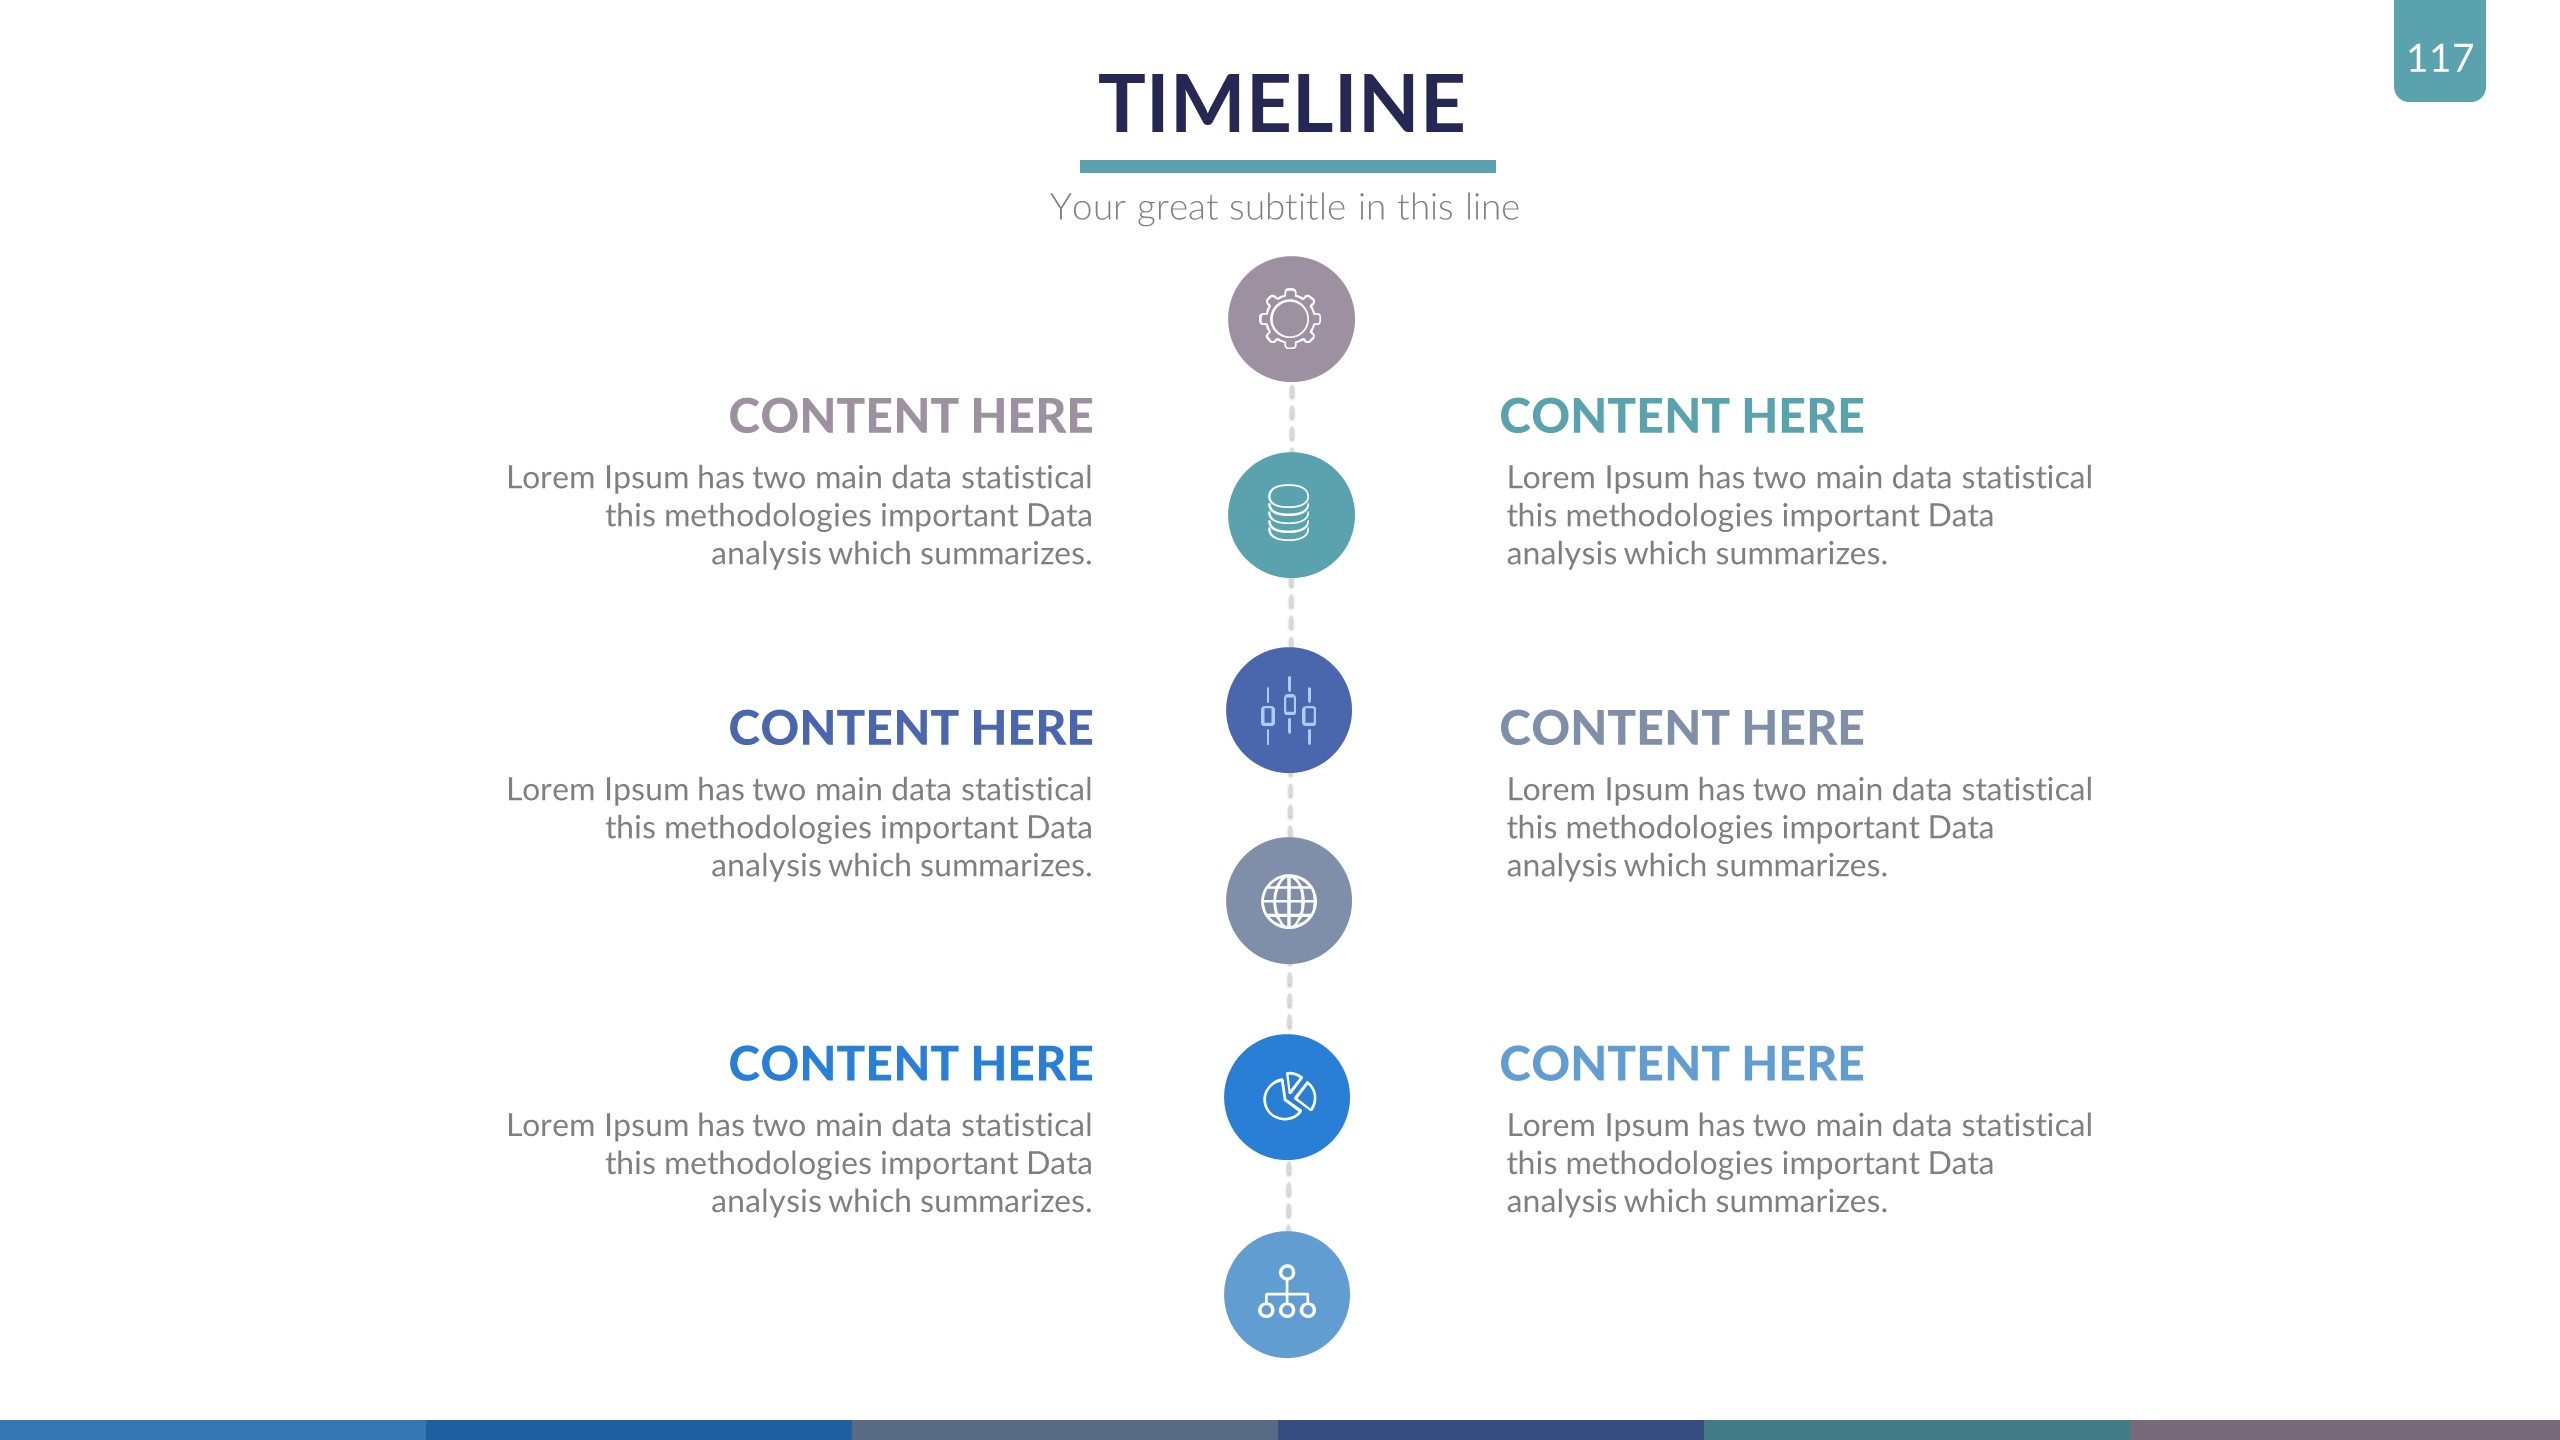 117
TIMELINE
Your great subtitle in this line
CONTENT HERE
Lorem Ipsum has two main data statistical
this methodologies important Data
analysis which summarizes.
CONTENT HERE
Lorem Ipsum has two main data statistical
this methodologies important Data
analysis which summarizes.
CONTENT HERE
Lorem Ipsum has two main data statistical
this methodologies important Data
analysis which summarizes.
CONTENT HERE
Lorem Ipsum has two main data statistical
this methodologies important Data
analysis which summarizes.
CONTENT HERE
Lorem Ipsum has two main data statistical
this methodologies important Data
analysis which summarizes.
CONTENT HERE
Lorem Ipsum has two main data statistical
this methodologies important Data
analysis which summarizes.